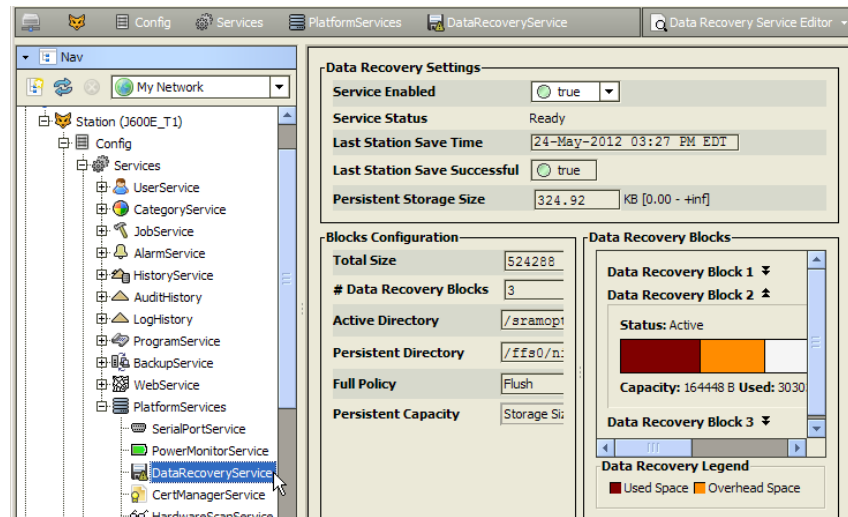 Config Services PlatformServices DataRecoveryService Data Recovery Service Editor
Nav
My Network
Station (J600E_T1)
Config
Services
UserService
CategoryService
JobService
AlarmService
HistoryService
AuditHistory
LogHistory
ProgramService
BackupService
WebService
PlatformServices
SerialPortService
PowerMonitorService
DataRecoveryService
CertManagerService
HardwareScanService
Data Recovery Settings
Service Enabled true
Service Status Ready
Last Station Save Time 24-May-2012 03:27 PM EDT
Last Station Save Successful true
Persistent Storage Size 324.92 KB [0.00 - +inf]
Blocks Configuration
Total Size 524288
# Data Recovery Blocks 3
Active Directory /sramopt
Persistent Directory /ffs0/ni
Full Policy Flush
Persistent Capacity Storage Siz
Data Recovery Blocks
Data Recovery Block 1
Data Recovery Block 2
Status: Active
Capacity: 164448 B Used: 3030
Data Recovery Block 3
Data Recovery Legend
Used Space Overhead Space